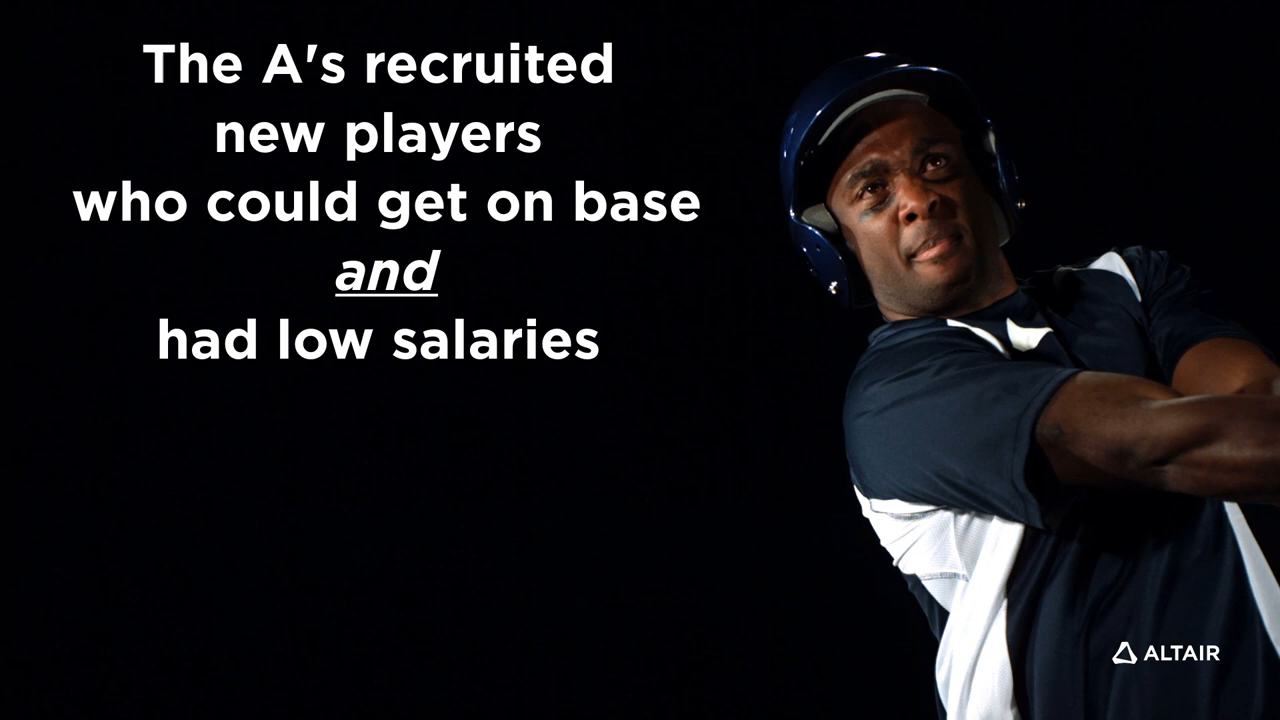 The A's recruited
new players
who could get on base
and
had low salaries
ALTAIR